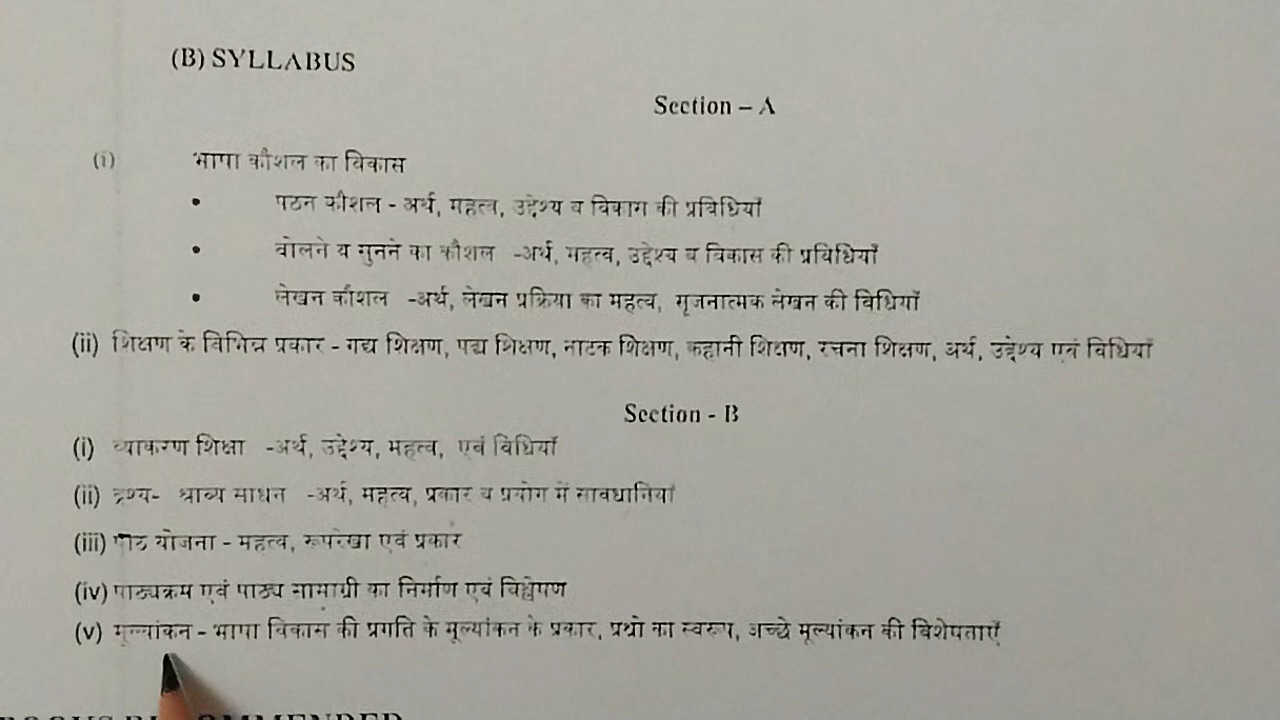 (B) SYLLABUS
Section – A
(i) भाषा कौशल का विकास
• पठन कौशल - अर्थ, महत्व, उद्देश्य व विकास की प्रविधियाँ
• बोलने व सुनने का कौशल -अर्थ, महत्व, उद्देश्य व विकास की प्रविधियाँ
• लेखन कौशल -अर्थ, लेखन प्रक्रिया का महत्व, सृजनात्मक लेखन की विधियाँ
(ii) शिक्षण के विभिन्न प्रकार - गद्य शिक्षण, पद्य शिक्षण, नाटक शिक्षण, कहानी शिक्षण, रचना शिक्षण, अर्थ, उद्देश्य एवं विधियाँ
Section - B
(i) व्याकरण शिक्षा -अर्थ, उद्देश्य, महत्व, एवं विधियाँ
(ii) द्रश्य- श्राव्य साधन -अर्थ, महत्व, प्रकार व प्रयोग में सावधानियां
(iii) पाठ योजना - महत्व, रूपरेखा एवं प्रकार
(iv) पाठ्यक्रम एवं पाठ्य सामाग्री का निर्माण एवं विश्लेषण
(v) मूल्यांकन - भाषा विकास की प्रगति के मूल्यांकन के प्रकार, प्रश्नो का स्वरूप, अच्छे मूल्यांकन की विशेषताएँ